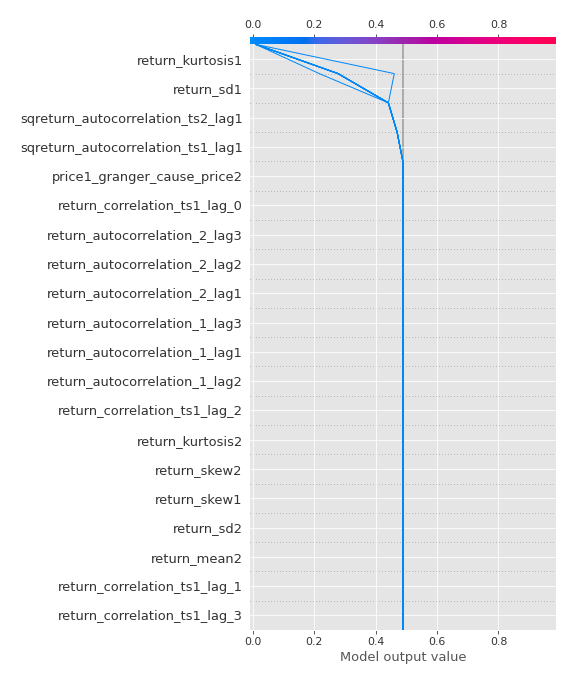 0.0 0.2 0.4 0.6 0.8
return_kurtosis1
return_sd1
sqreturn_autocorrelation_ts2_lag1
sqreturn_autocorrelation_ts1_lag1
price1_granger_cause_price2
return_correlation_ts1_lag_0
return_autocorrelation_2_lag3
return_autocorrelation_2_lag2
return_autocorrelation_2_lag1
return_autocorrelation_1_lag3
return_autocorrelation_1_lag1
return_autocorrelation_1_lag2
return_correlation_ts1_lag_2
return_kurtosis2
return_skew2
return_skew1
return_sd2
return_mean2
return_correlation_ts1_lag_1
return_correlation_ts1_lag_3
0.0 0.2 0.4 0.6 0.8
Model output value